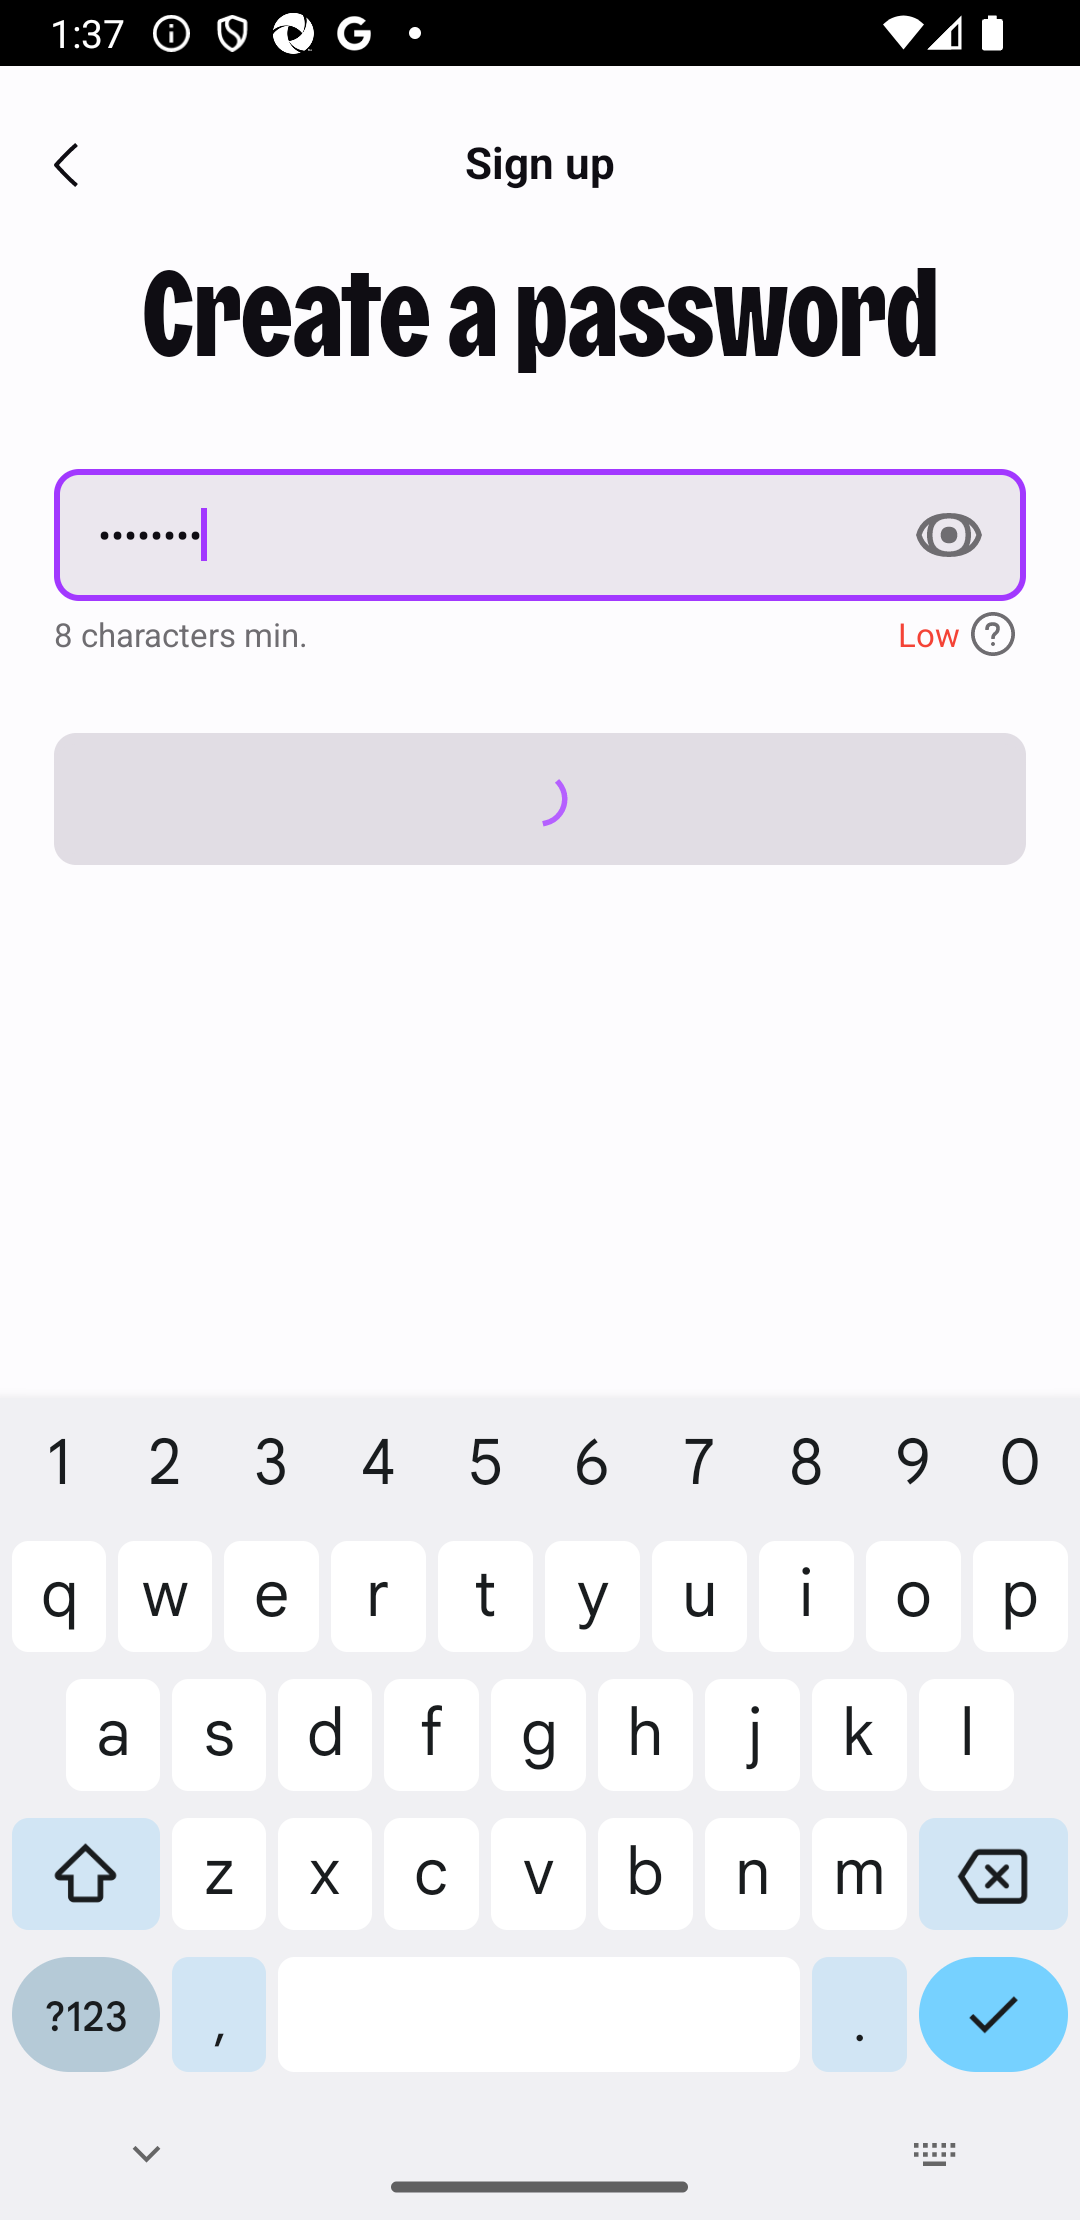 1:37
Sign up
Create a password
••••••••
8 characters min.
Low ?
1 2 3 4 5 6 7 8 9 0
q w e r t y u i o p
a s d f g h j k l
z x c v b n m
?123 , .